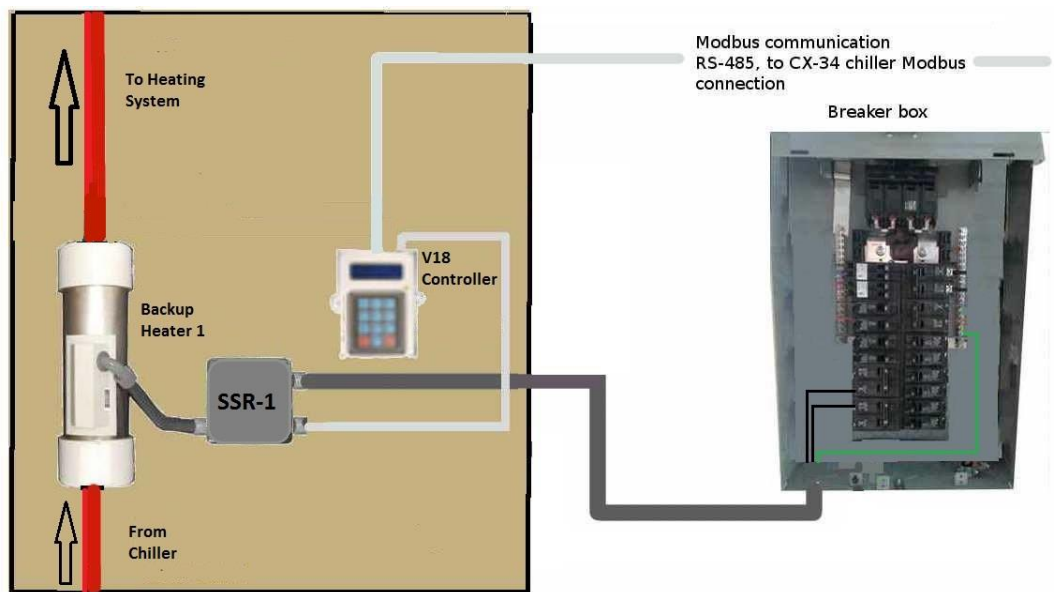 Modbus communication
RS-485, to CX-34 chiller Modbus
connection
Breaker box
To Heating
System
V18
Controller
Backup
Heater 1
SSR-1
From
Chiller